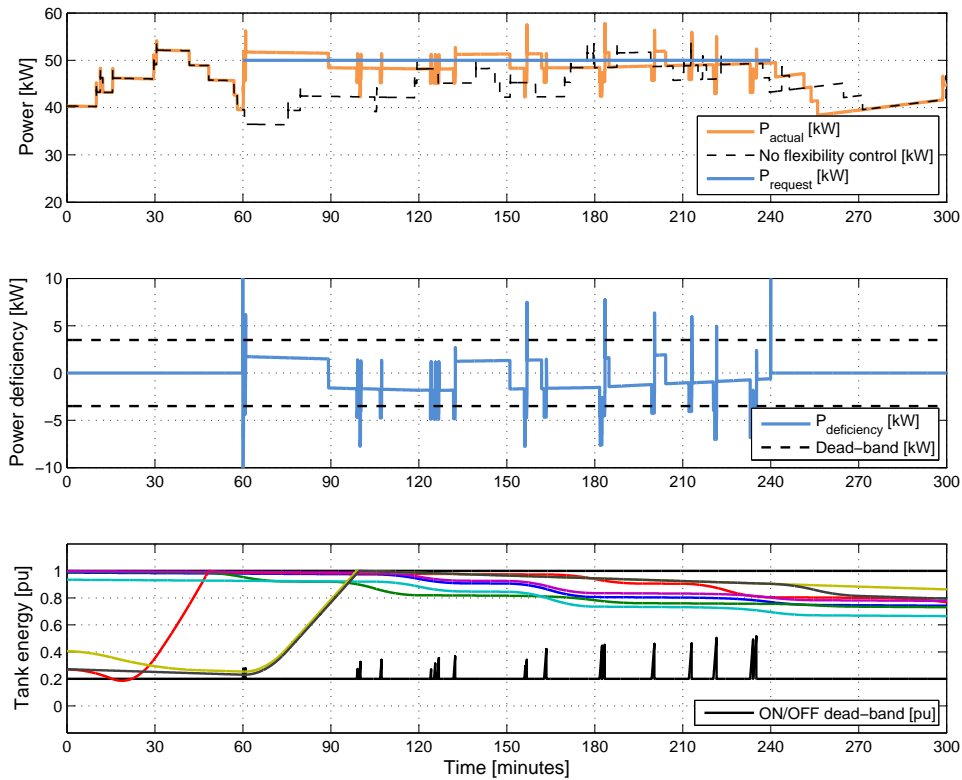 60
50
40
30
20
Power [kW]
P_actual [kW]
No flexibility control [kW]
P_request [kW]
0 30 60 90 120 150 180 210 240 270 300
10
5
0
−5
−10
Power deficiency [kW]
P_deficiency [kW]
Dead−band [kW]
0 30 60 90 120 150 180 210 240 270 300
1
0.8
0.6
0.4
0.2
0
Tank energy [pu]
ON/OFF dead−band [pu]
0 30 60 90 120 150 180 210 240 270 300
Time [minutes]